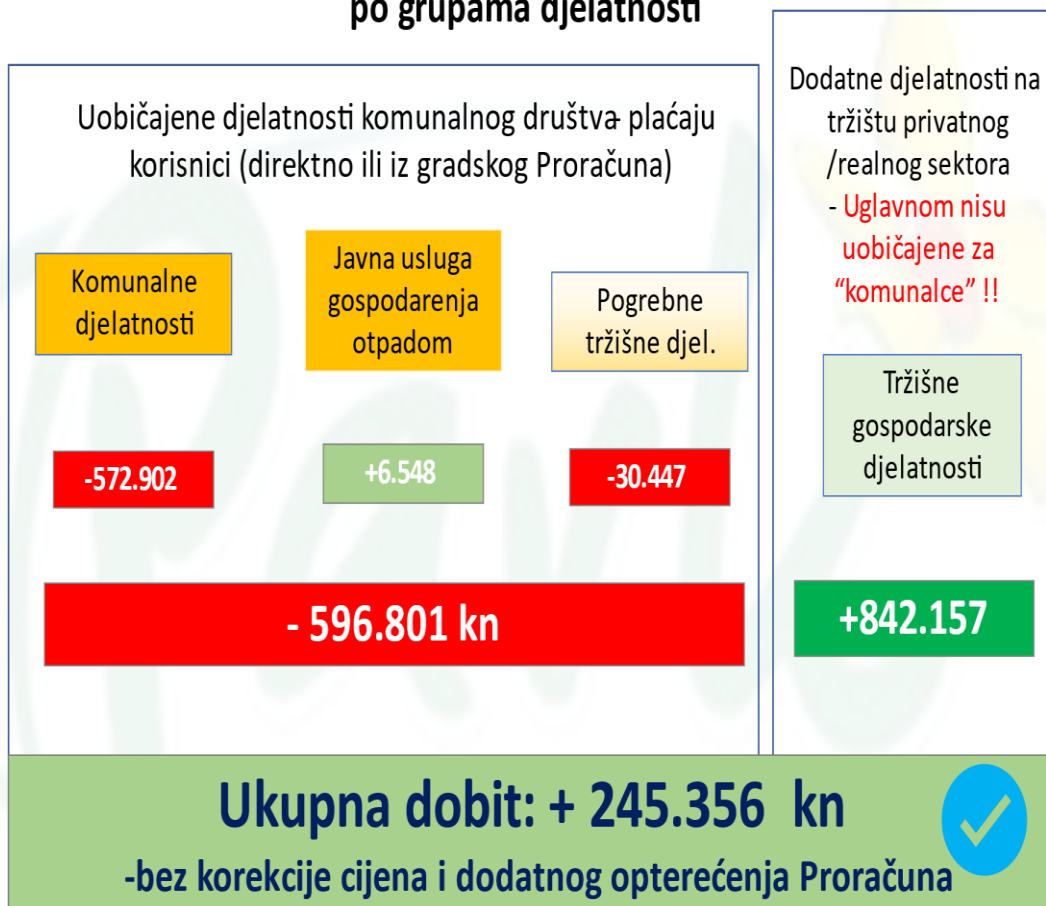 po grupama djelatnosti
Uobičajene djelatnosti komunalnog društva- plaćaju
korisnici (direktno ili iz gradskog Proračuna)
Komunalne
djelatnosti
Javna usluga
gospodarenja
otpadom
Pogrebne
tržišne djel.
-572.902
+6.548
-30.447
- 596.801 kn
Dodatne djelatnosti na
tržištu privatnog
/realnog sektora
- Uglavnom nisu
uobičajene za
“komunalce” !!
Tržišne
gospodarske
djelatnosti
+842.157
Ukupna dobit: + 245.356 kn
-bez korekcije cijena i dodatnog opterećenja Proračuna